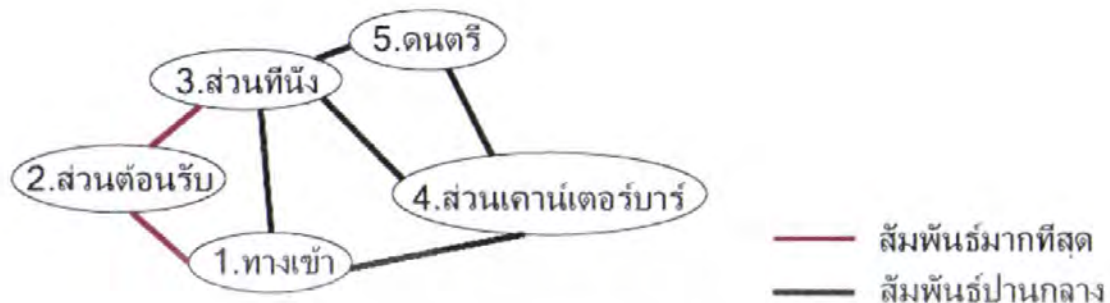 5.ดนตรี
3.ส่วนที่นั่ง
2.ส่วนต้อนรับ
4.ส่วนเคาน์เตอร์บาร์
1.ทางเข้า
สัมพันธ์มากที่สุด
สัมพันธ์ปานกลาง